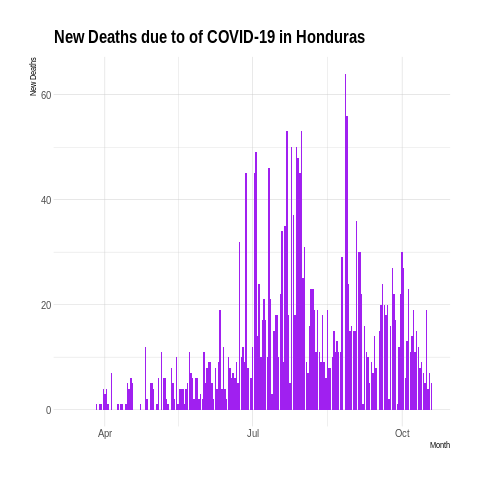 New Deaths due to of COVID-19 in Honduras
New Deaths
60
40
20
0
Apr
Jul
Oct
Month